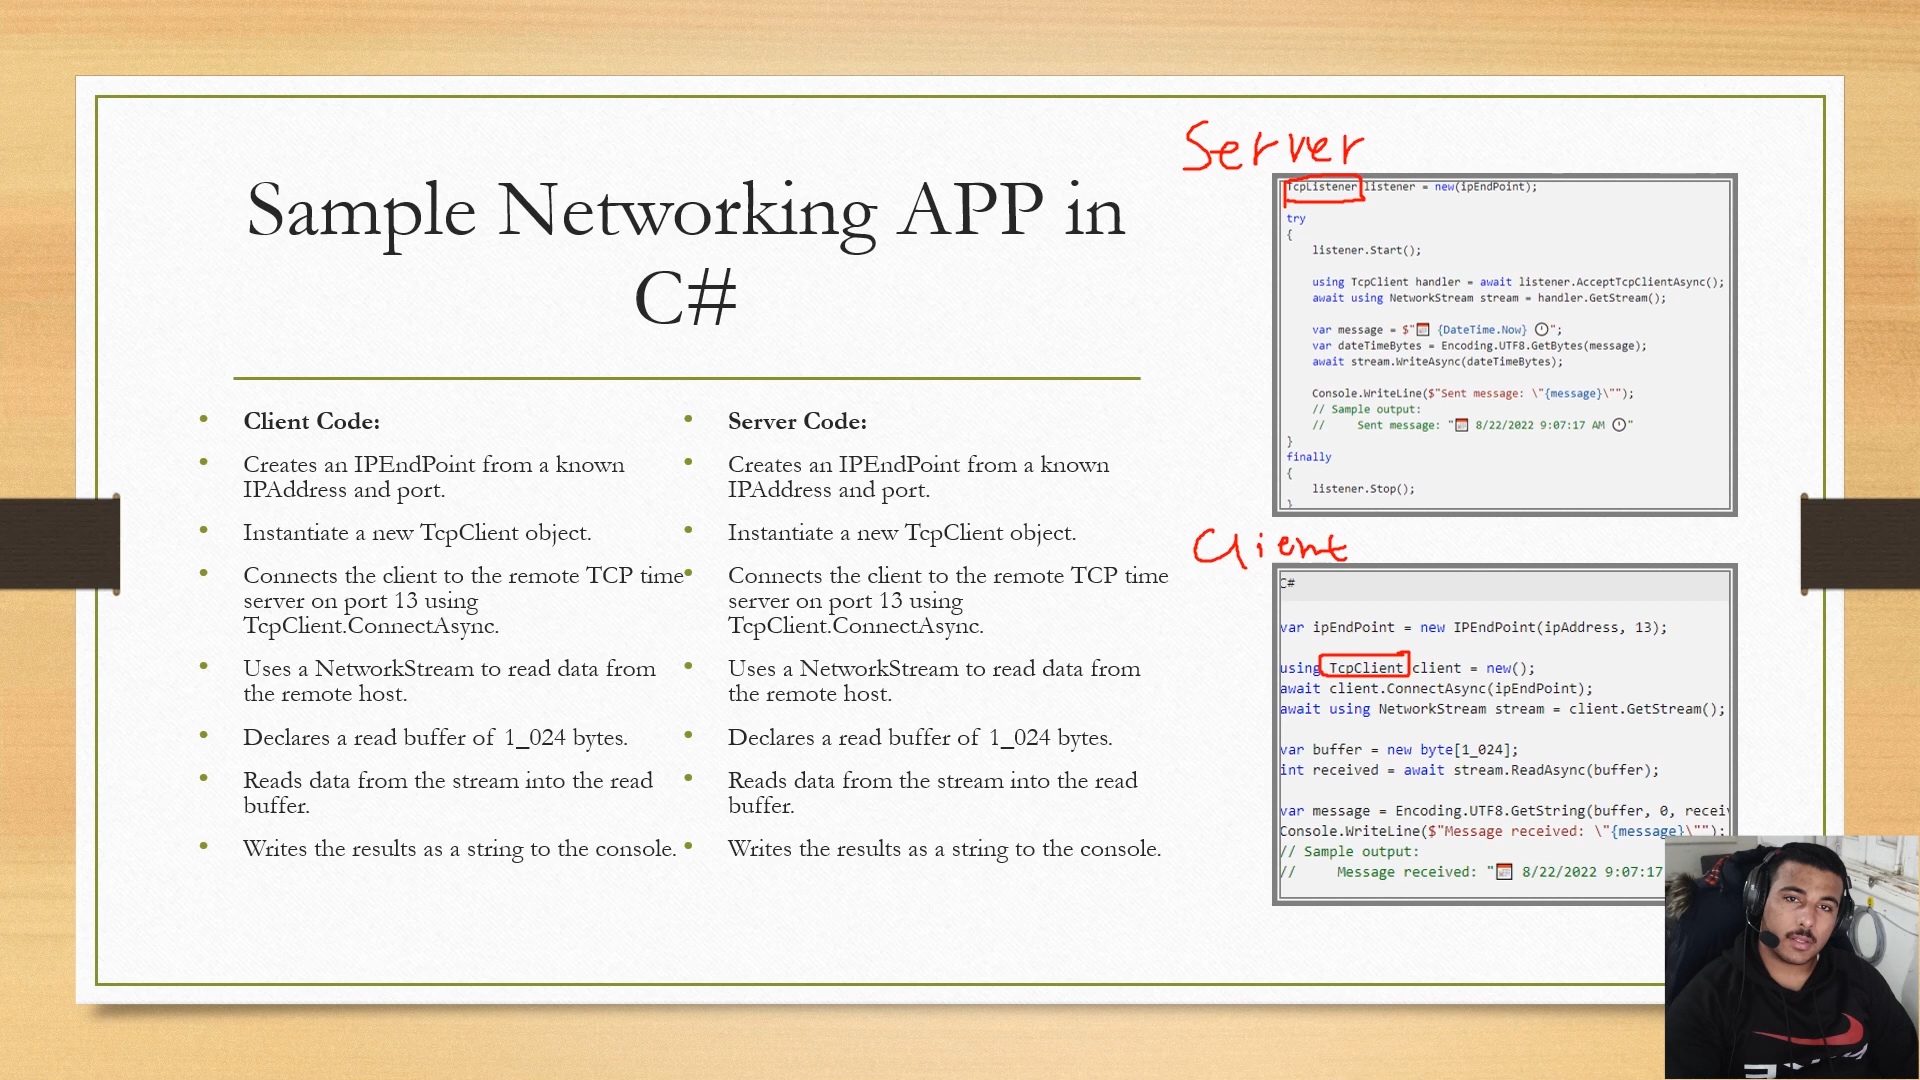 Sample Networking APP in
C#
Client Code:
Creates an IPEndPoint from a known
IPAddress and port.
Instantiate a new TcpClient object.
Connects the client to the remote TCP time
server on port 13 using
TcpClient.ConnectAsync.
Uses a NetworkStream to read data from
the remote host.
Declares a read buffer of 1_024 bytes.
Reads data from the stream into the read
buffer.
Writes the results as a string to the console.
Server Code:
Creates an IPEndPoint from a known
IPAddress and port.
Instantiate a new TcpClient object.
Connects the client to the remote TCP time
server on port 13 using
TcpClient.ConnectAsync.
Uses a NetworkStream to read data from
the remote host.
Declares a read buffer of 1_024 bytes.
Reads data from the stream into the read
buffer.
Writes the results as a string to the console.
Server
TcpListener listener = new(ipEndPoint);
try
{
listener.Start();
using TcpClient handler = await listener.AcceptTcpClientAsync();
await using NetworkStream stream = handler.GetStream();
var message = $"📅 {DateTime.Now} 🕛";
var dateTimeBytes = Encoding.UTF8.GetBytes(message);
await stream.WriteAsync(dateTimeBytes);
Console.WriteLine($"Sent message: \"{message}\"");
// Sample output:
// Sent message: "📅 8/22/2022 9:07:17 AM 🕛"
}
finally
{
listener.Stop();
}
Client
C#
var ipEndPoint = new IPEndPoint(ipAddress, 13);
using TcpClient client = new();
await client.ConnectAsync(ipEndPoint);
await using NetworkStream stream = client.GetStream();
var buffer = new byte[1_024];
int received = await stream.ReadAsync(buffer);
var message = Encoding.UTF8.GetString(buffer, 0, recei
Console.WriteLine($"Message received: \"{message}\"");
// Sample output:
// Message received: "📅 8/22/2022 9:07:17